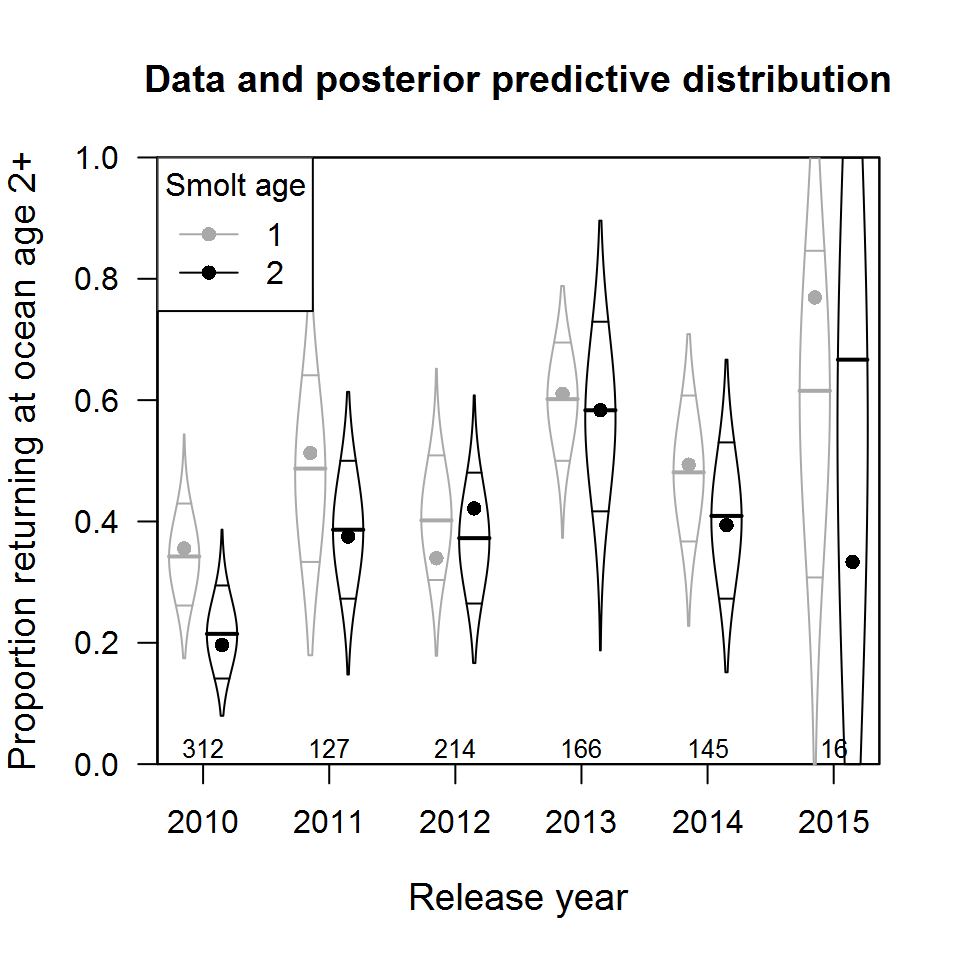 Data and posterior predictive distribution
Proportion returning at ocean age 2+
1.0
0.8
0.6
0.4
0.2
0.0
Smolt age
1
2
312 127 214 166 145 16
2010 2011 2012 2013 2014 2015
Release year